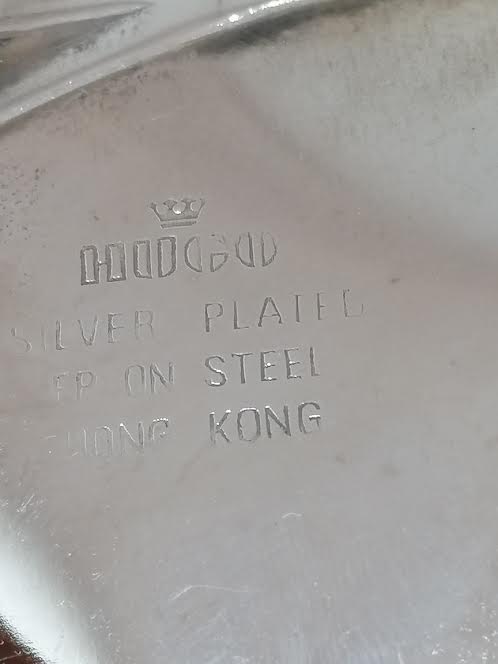 SILVER PLATED
EP ON STEEL
HONG KONG